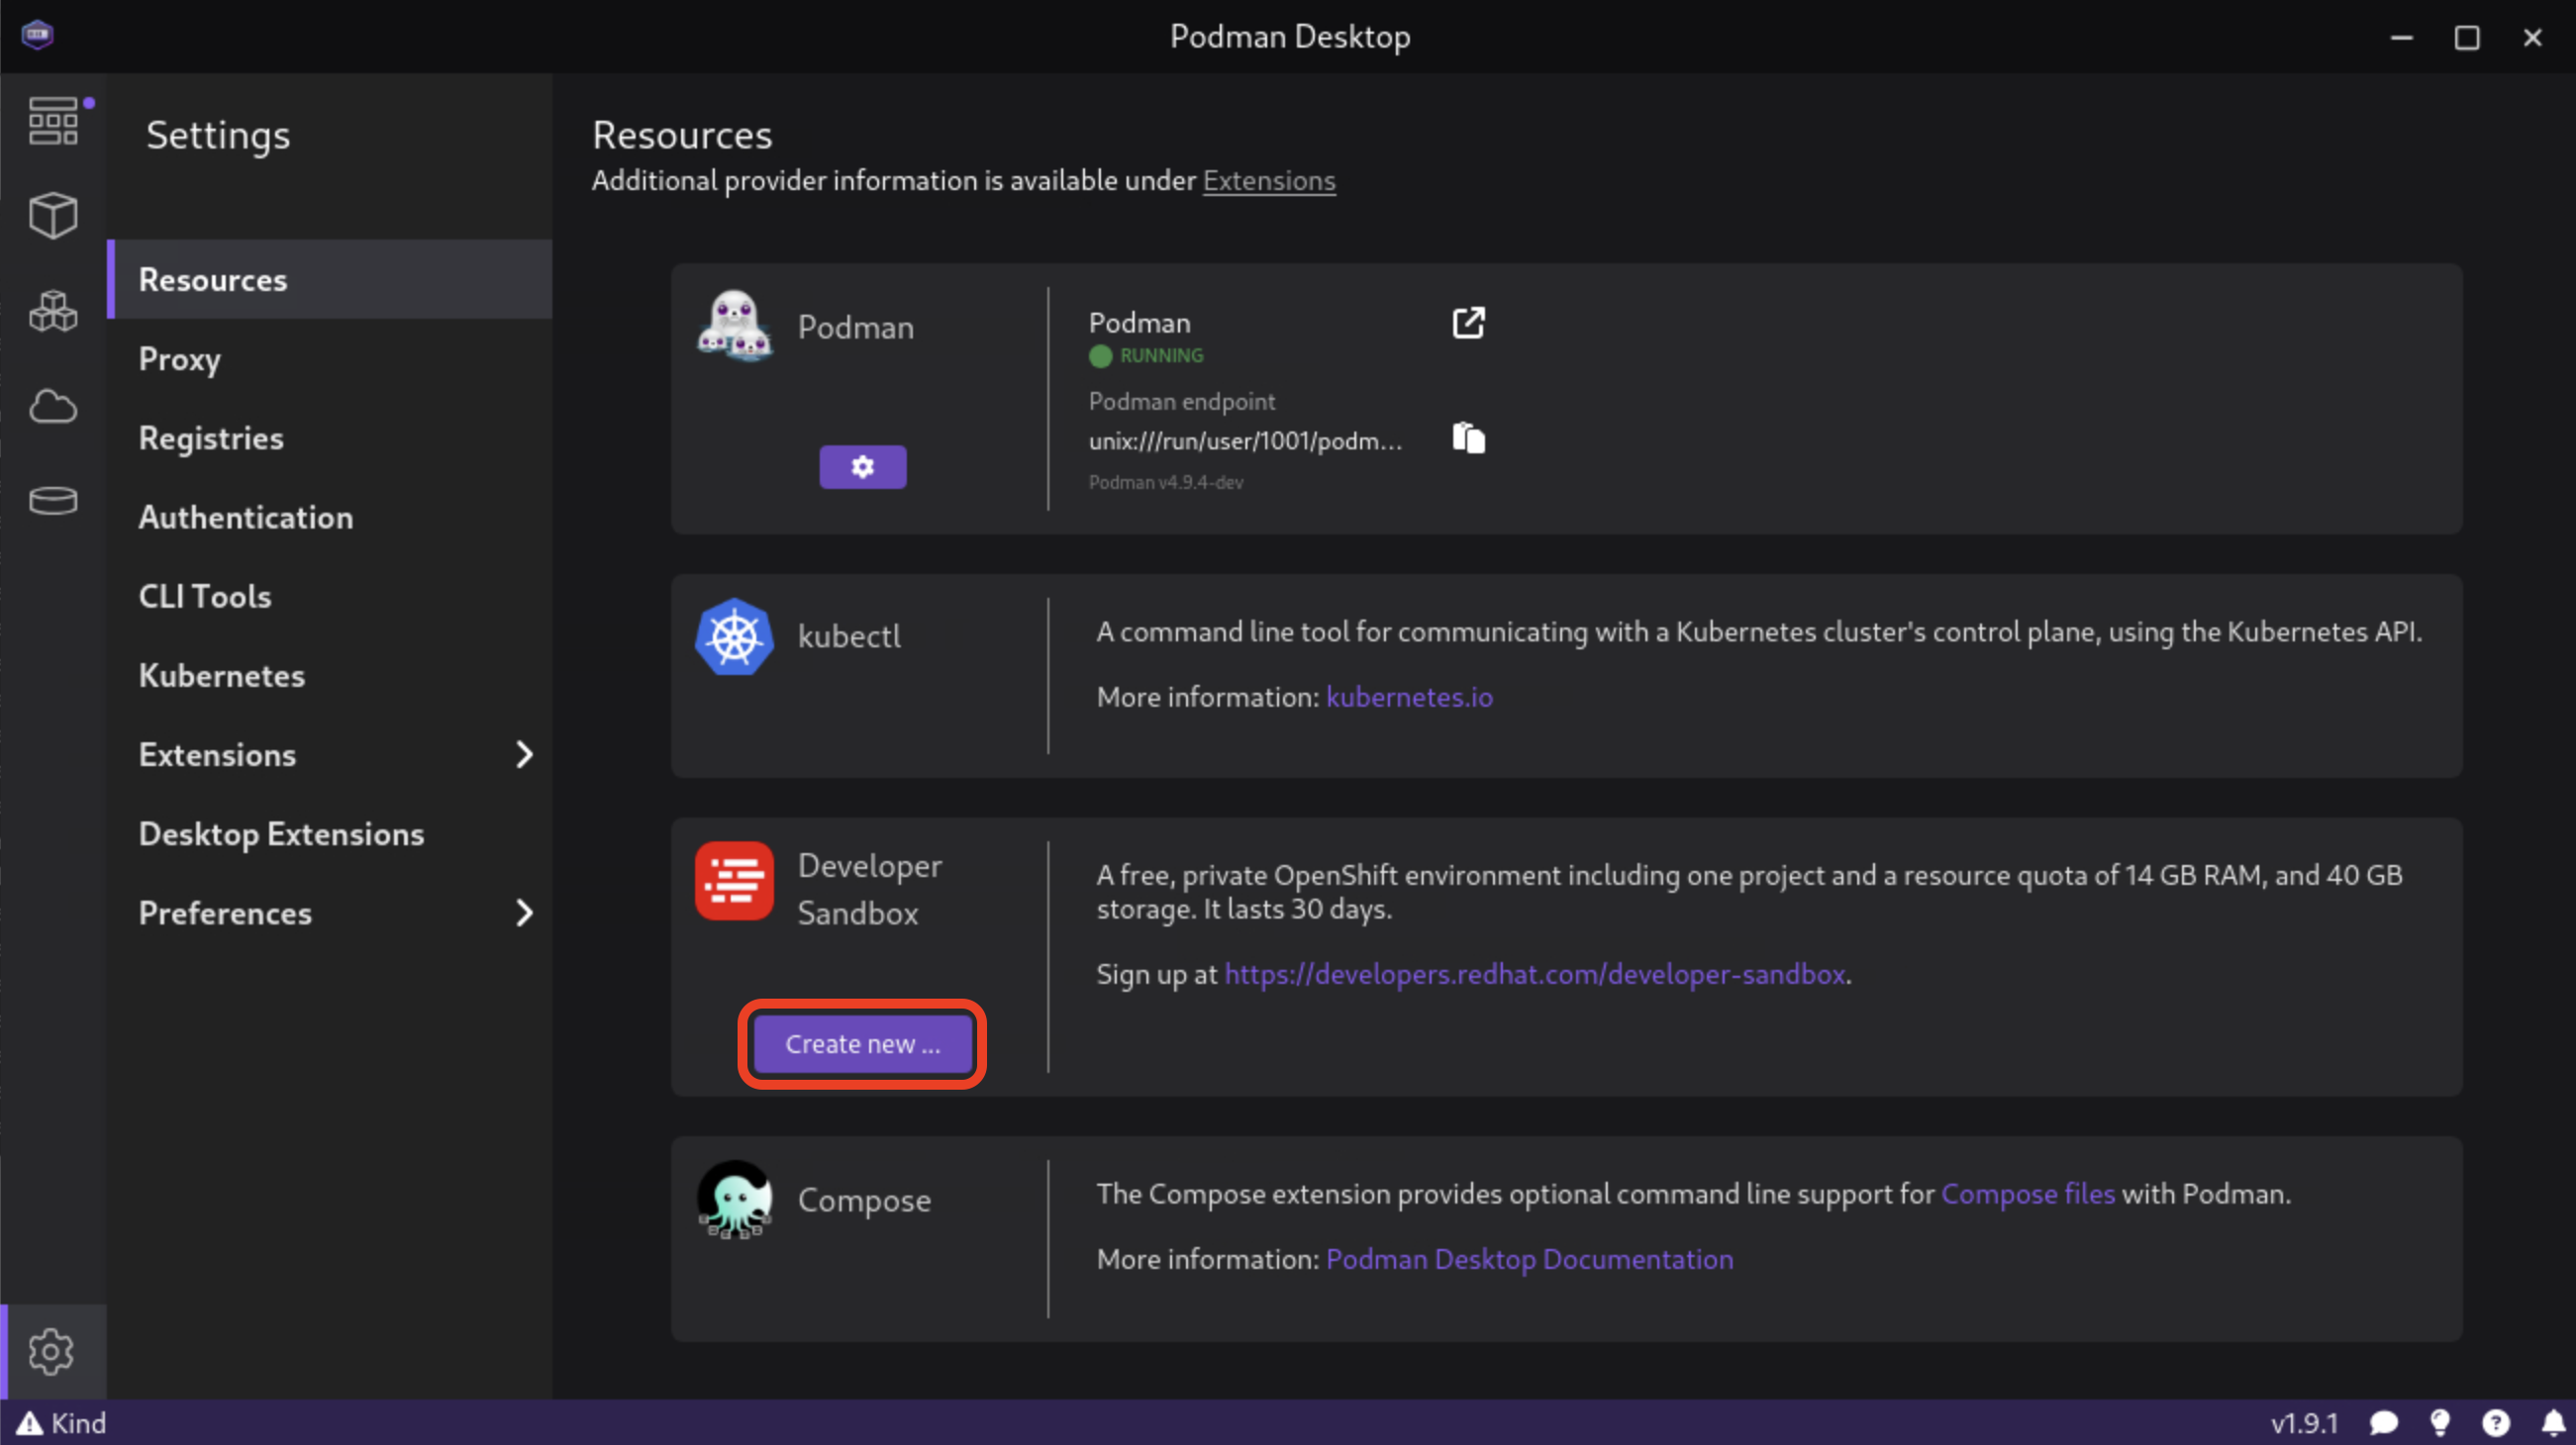 Podman Desktop
Settings
Resources
Proxy
Registries
Authentication
CLI Tools
Kubernetes
Extensions
Desktop Extensions
Preferences
Resources
Additional provider information is available under Extensions
Podman
Podman
RUNNING
Podman endpoint
unix:///run/user/1001/podm...
Podman v4.9.4-dev
kubectl
A command line tool for communicating with a Kubernetes cluster's control plane, using the Kubernetes API.
More information: kubernetes.io
Developer
Sandbox
Create new ...
A free, private OpenShift environment including one project and a resource quota of 14 GB RAM, and 40 GB
storage. It lasts 30 days.
Sign up at https://developers.redhat.com/developer-sandbox.
Compose
The Compose extension provides optional command line support for Compose files with Podman.
More information: Podman Desktop Documentation
Kind
v1.9.1